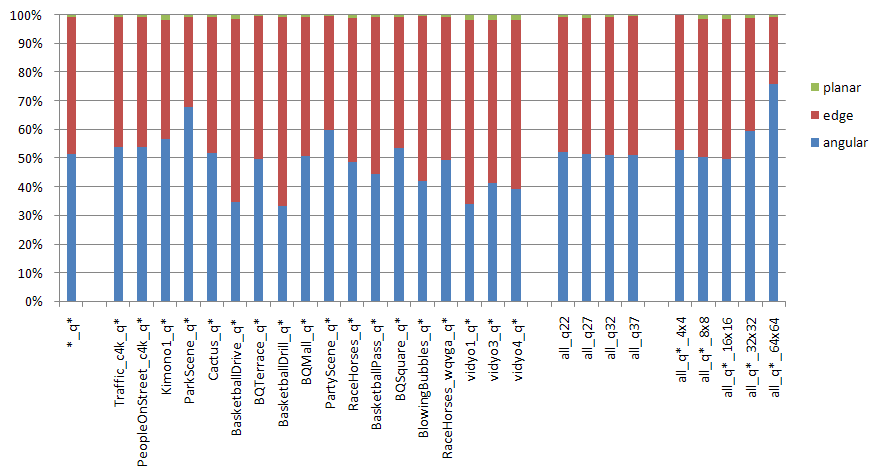 100%
90%
80%
70%
60%
50%
40%
30%
20%
10%
0%
planar
edge
angular
*_q*
Traffic_c4k_q*
PeopleOnStreet_c4k_q*
Kimono1_q*
ParkScene_q*
Cactus_q*
BasketballDrive_q*
BQTerrace_q*
BasketballDrill_q*
BQMall_q*
PartyScene_q*
RaceHorses_q*
BasketballPass_q*
BQSquare_q*
BlowingBubbles_q*
RaceHorses_wqvga_q*
vidyo1_q*
vidyo3_q*
vidyo4_q*
all_q22
all_q27
all_q32
all_q37
all_q*_4x4
all_q*_8x8
all_q*_16x16
all_q*_32x32
all_q*_64x64